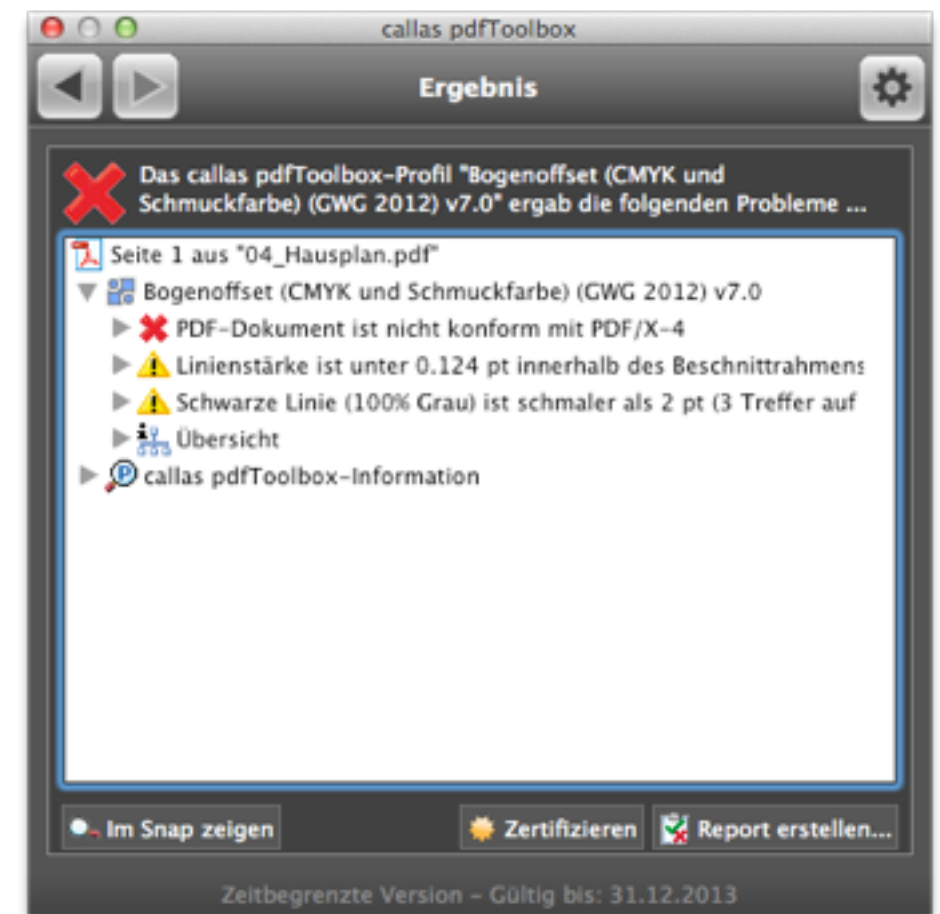 callas pdfToolbox
Ergebnis
Das callas pdfToolbox-Profil "Bogenoffset (CMYK und
Schmuckfarbe) (GWG 2012) v7.0" ergab die folgenden Probleme ...
Seite 1 aus "04_Hausplan.pdf"
Bogenoffset (CMYK und Schmuckfarbe) (GWG 2012) v7.0
PDF-Dokument ist nicht konform mit PDF/X-4
Linienstärke ist unter 0.124 pt innerhalb des Beschnittrahmens
Schwarze Linie (100% Grau) ist schmaler als 2 pt (3 Treffer auf
Übersicht
callas pdfToolbox-Information
Im Snap zeigen
Zertifizieren
Report erstellen...
Zeitbegrenzte Version – Gültig bis: 31.12.2013